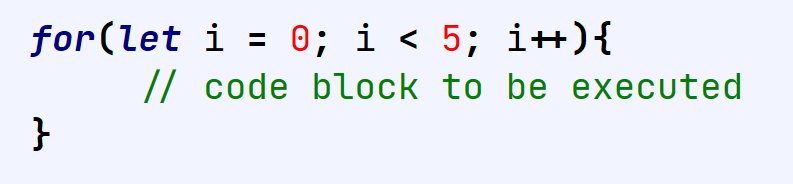 for(let i = 0; i < 5; i++){
// code block to be executed
}